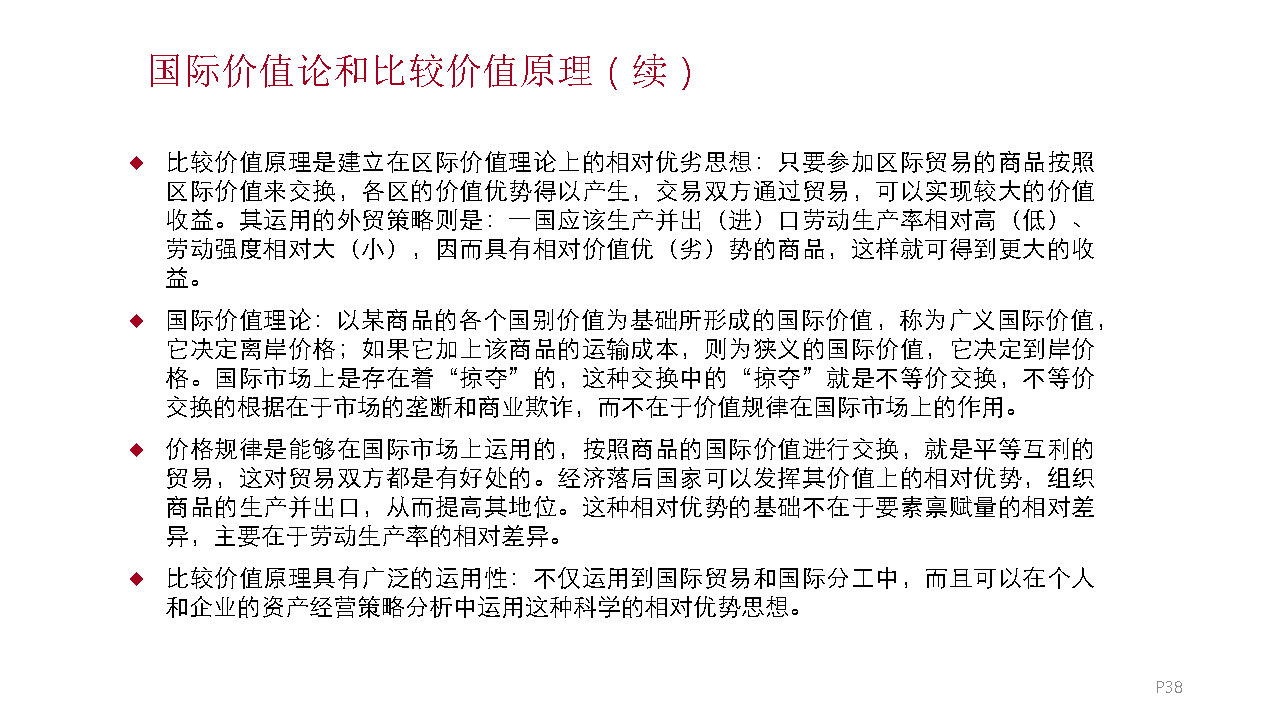 国际价值论和比较价值原理（续）
◆ 比较价值原理是建立在区际价值理论上的相对优劣思想：只要参加区际贸易的商品按照
区际价值来交换，各区的价值优势得以产生，交易双方通过贸易，可以实现较大的价值
收益。其运用的外贸策略则是：一国应该生产并出（进）口劳动生产率相对高（低）、
劳动强度相对大（小），因而具有相对价值优（劣）势的商品，这样就可得到更大的收
益。
◆ 国际价值理论：以某商品的各个国别价值为基础所形成的国际价值，称为广义国际价值，
它决定离岸价格；如果它加上该商品的运输成本，则为狭义的国际价值，它决定到岸价
格。国际市场上是存在着“掠夺”的，这种交换中的“掠夺”就是不等价交换，不等价
交换的根据在于市场的垄断和商业欺诈，而不在于价值规律在国际市场上的作用。
◆ 价格规律是能够在国际市场上运用的，按照商品的国际价值进行交换，就是平等互利的
贸易，这对贸易双方都是有好处的。经济落后国家可以发挥其价值上的相对优势，组织
商品的生产并出口，从而提高其地位。这种相对优势的基础不在于要素禀赋量的相对差
异，主要在于劳动生产率的相对差异。
◆ 比较价值原理具有广泛的运用性：不仅运用到国际贸易和国际分工中，而且可以在个人
和企业的资产经营策略分析中运用这种科学的相对优势思想。
P38